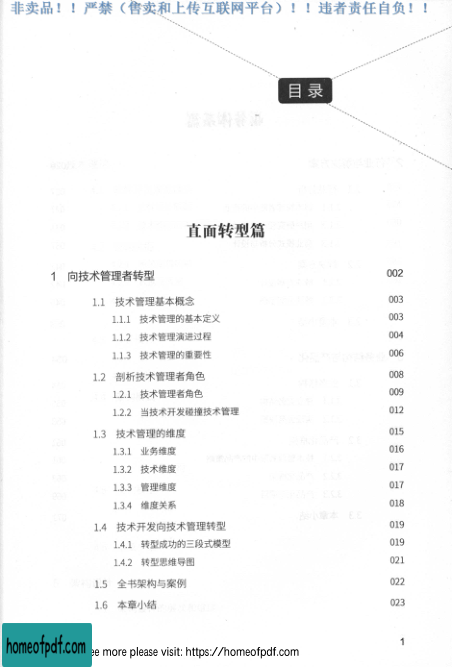 非卖品！！严禁（售卖和上传互联网平台）！！违者责任自负！！
目录
直面转型篇
1 向技术管理者转型 002
1.1 技术管理基本概念 003
1.1.1 技术管理的基本定义 003
1.1.2 技术管理演进过程 004
1.1.3 技术管理的重要性 006
1.2 剖析技术管理者角色 008
1.2.1 技术管理者角色 009
1.2.2 当技术开发碰撞技术管理 012
1.3 技术管理的维度 015
1.3.1 业务维度 016
1.3.2 技术维度 017
1.3.3 管理维度 017
1.3.4 维度关系 018
1.4 技术开发向技术管理转型 019
1.4.1 转型成功的三段式模型 019
1.4.2 转型思维导图 021
1.5 全书架构与案例 022
1.6 本章小结 023
1
homeofpdf.com
ee more please visit: https://homeofpdf.com